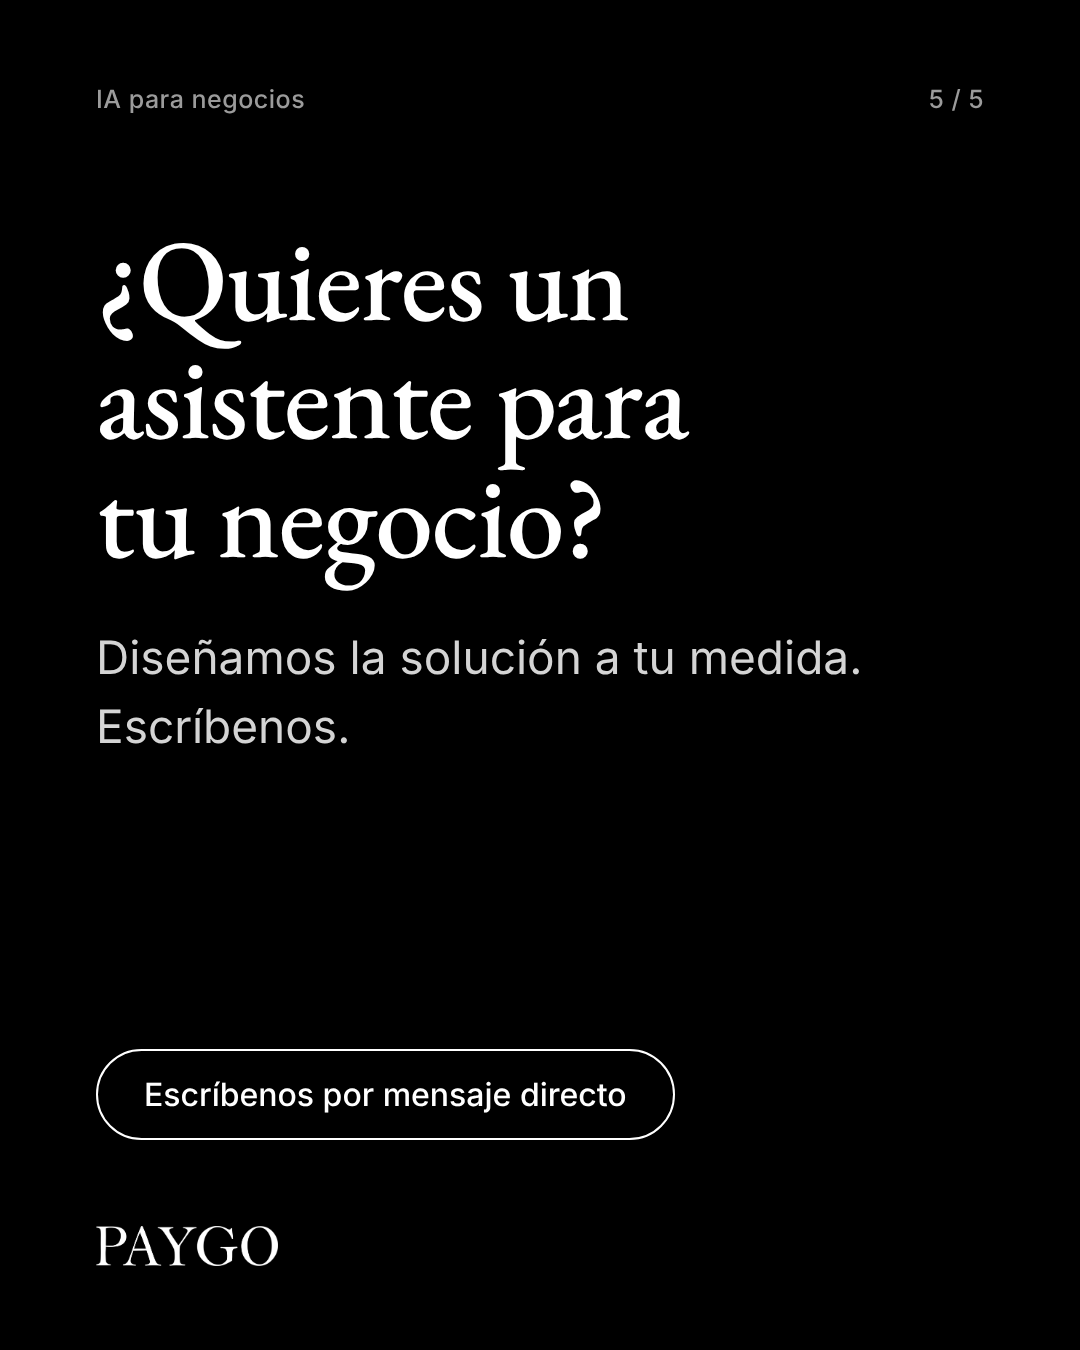 IA para negocios
5 / 5
¿Quieres un
asistente para
tu negocio?
Diseñamos la solución a tu medida.
Escríbenos.
Escríbenos por mensaje directo
PAYGO